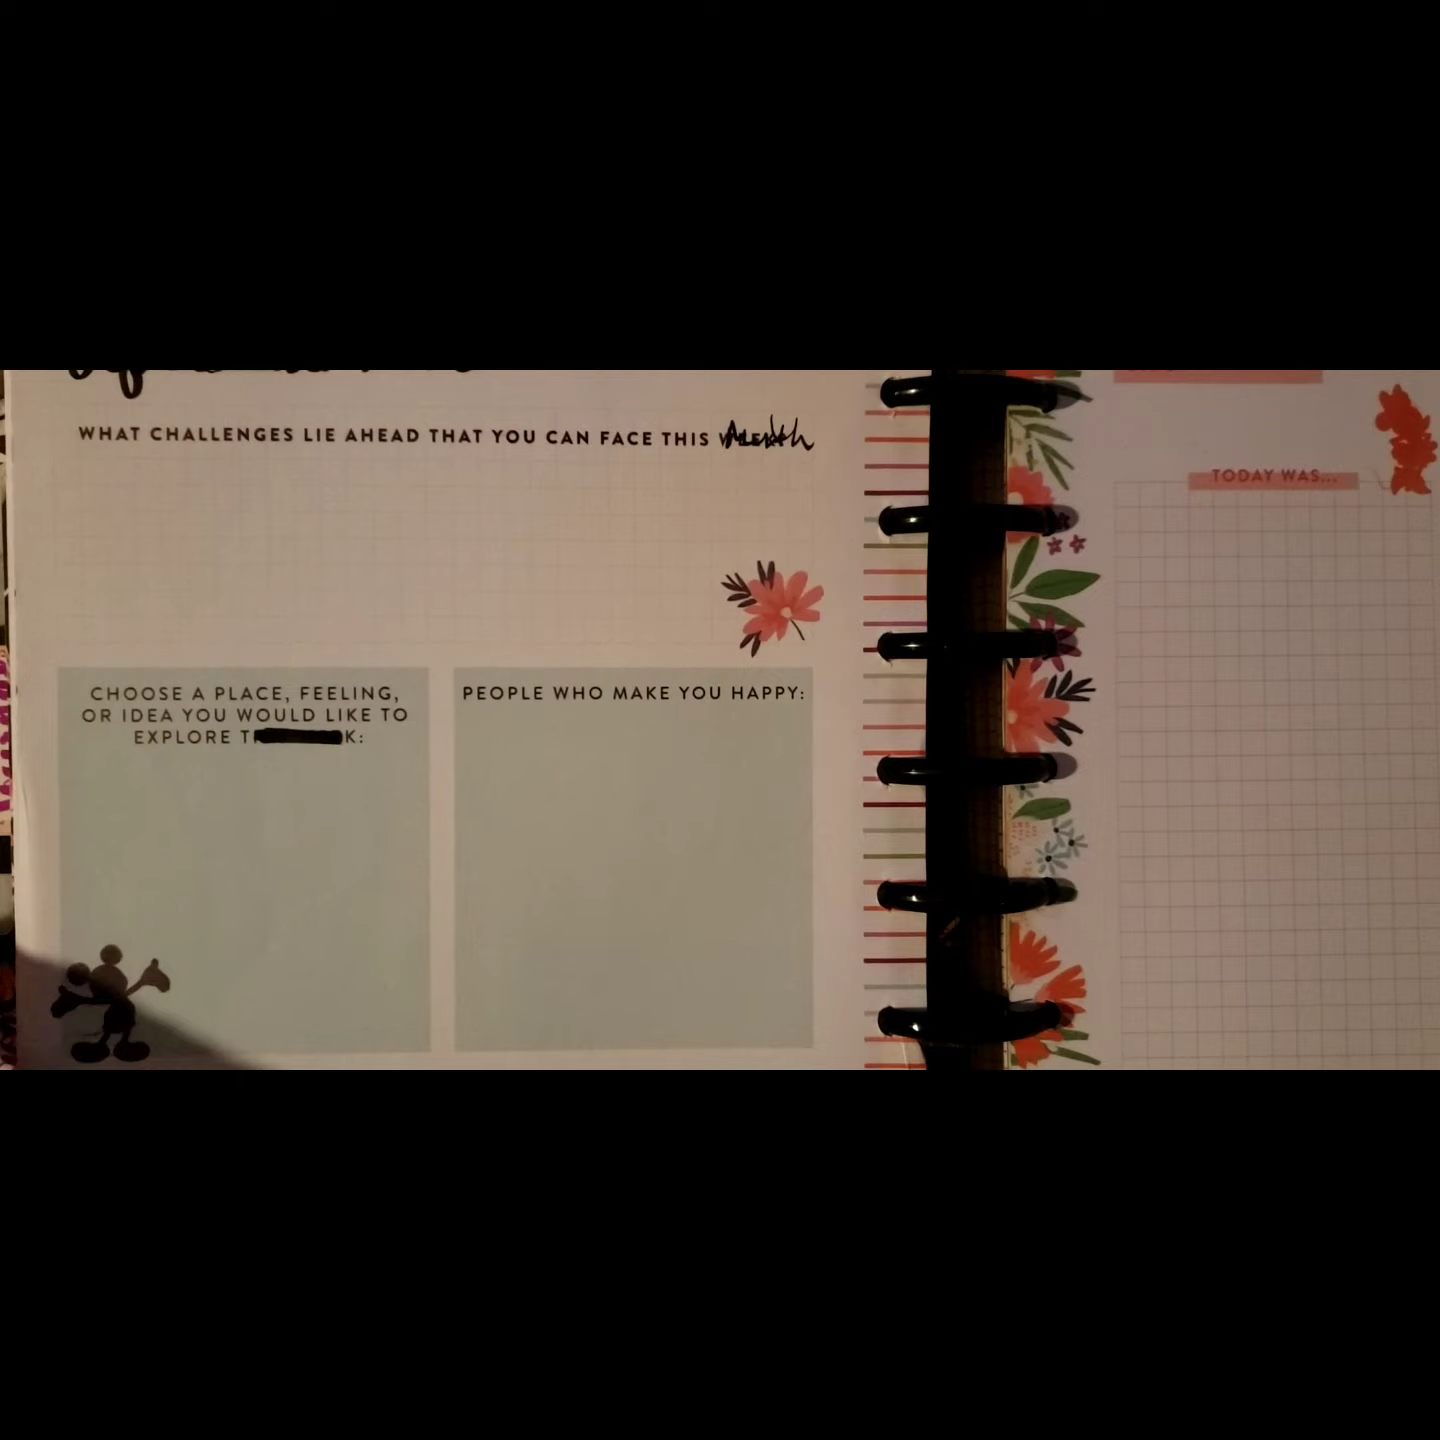 WHAT CHALLENGES LIE AHEAD THAT YOU CAN FACE THIS Month
CHOOSE A PLACE, FEELING,
OR IDEA YOU WOULD LIKE TO
EXPLORE
PEOPLE WHO MAKE YOU HAPPY:
TODAY WAS...